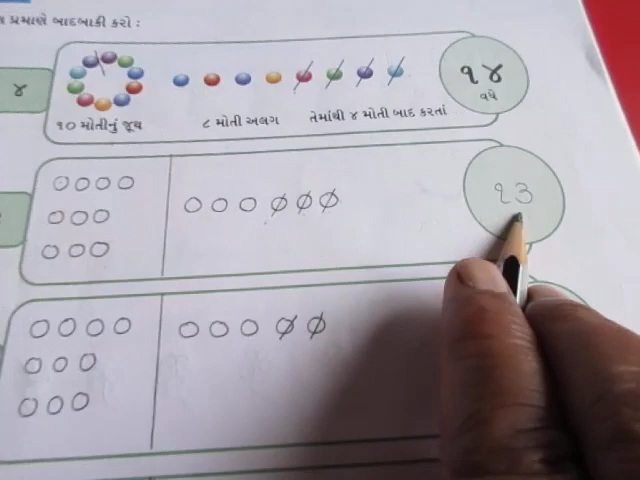 પ્રમાણે બાદબાકી કરો :
૪
૧૪
વધે
૧૦ મોતીનું જૂથ ૮ મોતી અલગ તેમાંથી ૪ મોતી બાદ કરતાં
૧૩